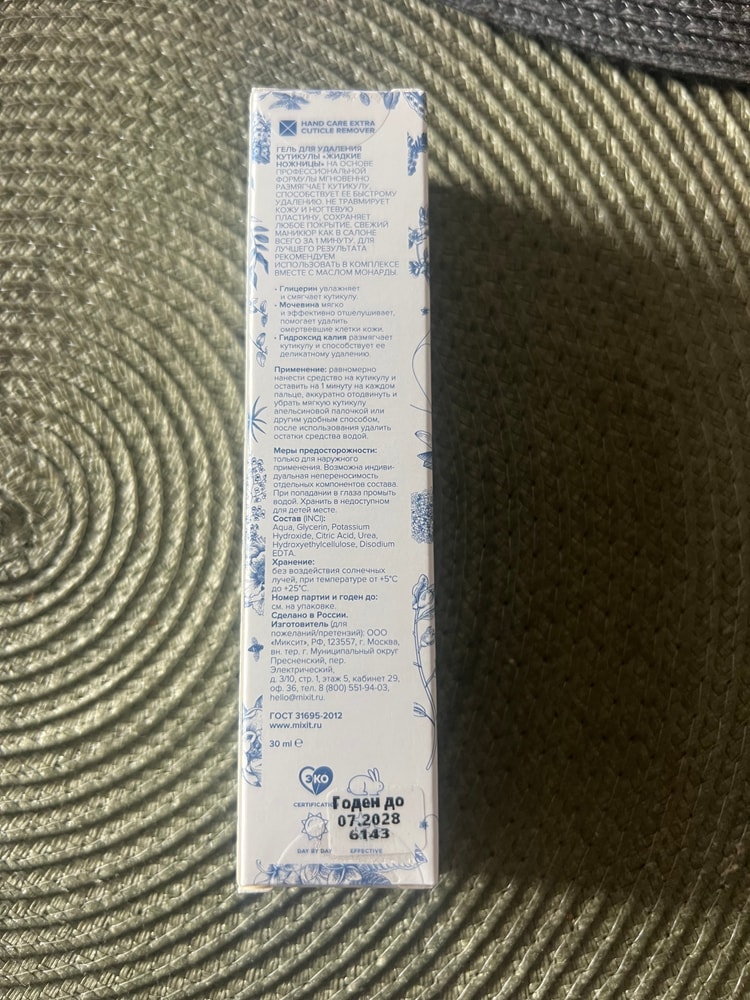 HAND CARE EXTRA
CUTICLE REMOVER
ГЕЛЬ ДЛЯ УДАЛЕНИЯ
КУТИКУЛЫ «ЖИДКИЕ
НОЖНИЦЫ» НА ОСНОВЕ
ПРОФЕССИОНАЛЬНОЙ
ФОРМУЛЫ МГНОВЕННО
РАЗМЯГЧАЕТ КУТИКУЛУ,
СПОСОБСТВУЕТ ЕЕ БЫСТРОМУ
УДАЛЕНИЮ. НЕ ТРАВМИРУЕТ
КОЖУ И НОГТЕВУЮ
ПЛАСТИНУ, СОХРАНЯЕТ
ЛЮБОЕ ПОКРЫТИЕ. СВЕЖИЙ
МАНИКЮР КАК В САЛОНЕ
ВСЕГО ЗА 1 МИНУТУ. ДЛЯ
ЛУЧШЕГО РЕЗУЛЬТАТА
РЕКОМЕНДУЕМ
ИСПОЛЬЗОВАТЬ В КОМПЛЕКСЕ
ВМЕСТЕ С МАСЛОМ МОНАРДЫ.
• Глицерин увлажняет
и смягчает кутикулу.
• Мочевина мягко
и эффективно отшелушивает,
помогает удалить
омертвевшие клетки кожи.
• Гидроксид калия размягчает
кутикулу и способствует ее
деликатному удалению.
Применение: равномерно
нанести средство на кутикулу и
оставить на 1 минуту на каждом
пальце, аккуратно отодвинуть и
убрать мягкую кутикулу
апельсиновой палочкой или
другим удобным способом,
после использования удалить
остатки средства водой.
Меры предосторожности:
только для наружного
применения. Возможна индиви-
дуальная непереносимость
отдельных компонентов состава.
При попадании в глаза промыть
водой. Хранить в недоступном
для детей месте.
Состав (INCI):
Aqua, Glycerin, Potassium
Hydroxide, Citric Acid, Urea,
Hydroxyethylcellulose, Disodium
EDTA.
Хранение:
без воздействия солнечных
лучей, при температуре от +5°C
до +25°C.
Номер партии и годен до:
см. на упаковке.
Сделано в России.
Изготовитель (для
пожеланий/претензий): ООО
«Миксит», РФ, 123557, г. Москва,
вн. тер. г. Муниципальный округ
Пресненский, пер.
Электрический,
д. 3/10, стр. 1, этаж 5, кабинет 29,
оф. 36, тел. 8 (800) 551-94-03,
hello@mixit.ru.
ГОСТ 31695-2012
www.mixit.ru
30 ml ℮
ЭКО
Годен до
07.2028
6143
DAY BY DAY
EFFECTIVE